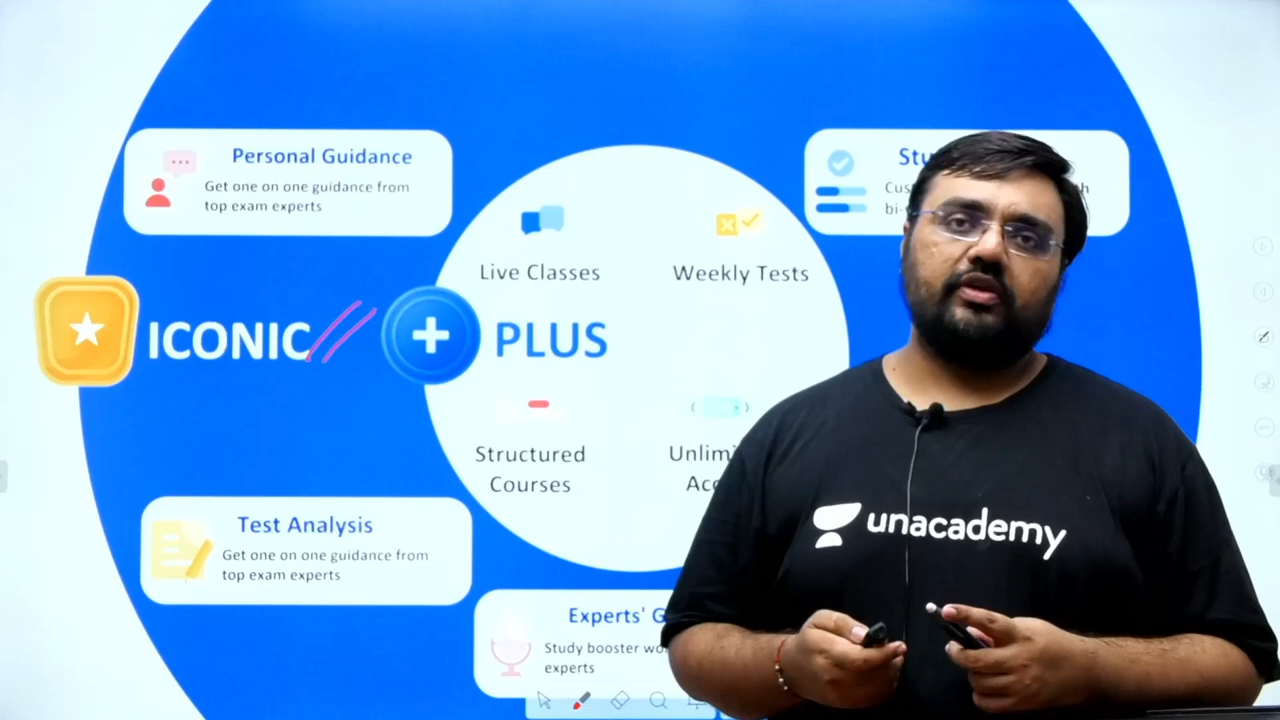 Personal Guidance
Get one on one guidance from
top exam experts
Live Classes
Weekly Tests
ICONIC
PLUS
Structured
Courses
Test Analysis
Get one on one guidance from
top exam experts
Experts'
Study booster
experts
unacademy